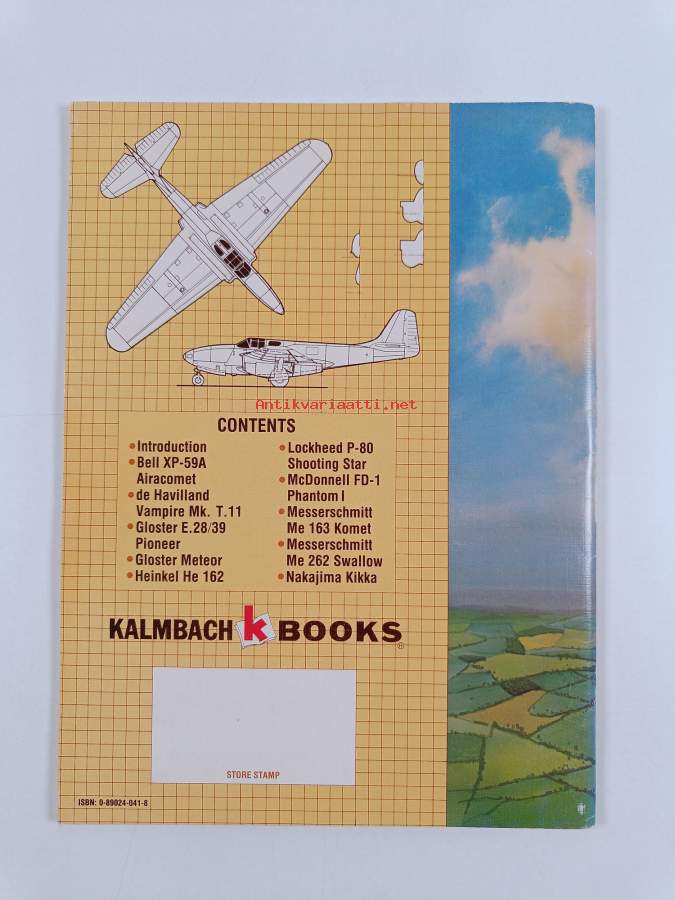 Antikvariaatti.net
CONTENTS
• Introduction
• Bell XP-59A
Airacomet
• de Havilland
Vampire Mk. T.11
• Gloster E.28/39
Pioneer
• Gloster Meteor
• Heinkel He 162
• Lockheed P-80
Shooting Star
• McDonnell FD-1
Phantom I
• Messerschmitt
Me 163 Komet
• Messerschmitt
Me 262 Swallow
• Nakajima Kikka
KALMBACH k BOOKS®
STORE STAMP
ISBN: 0-89024-041-8